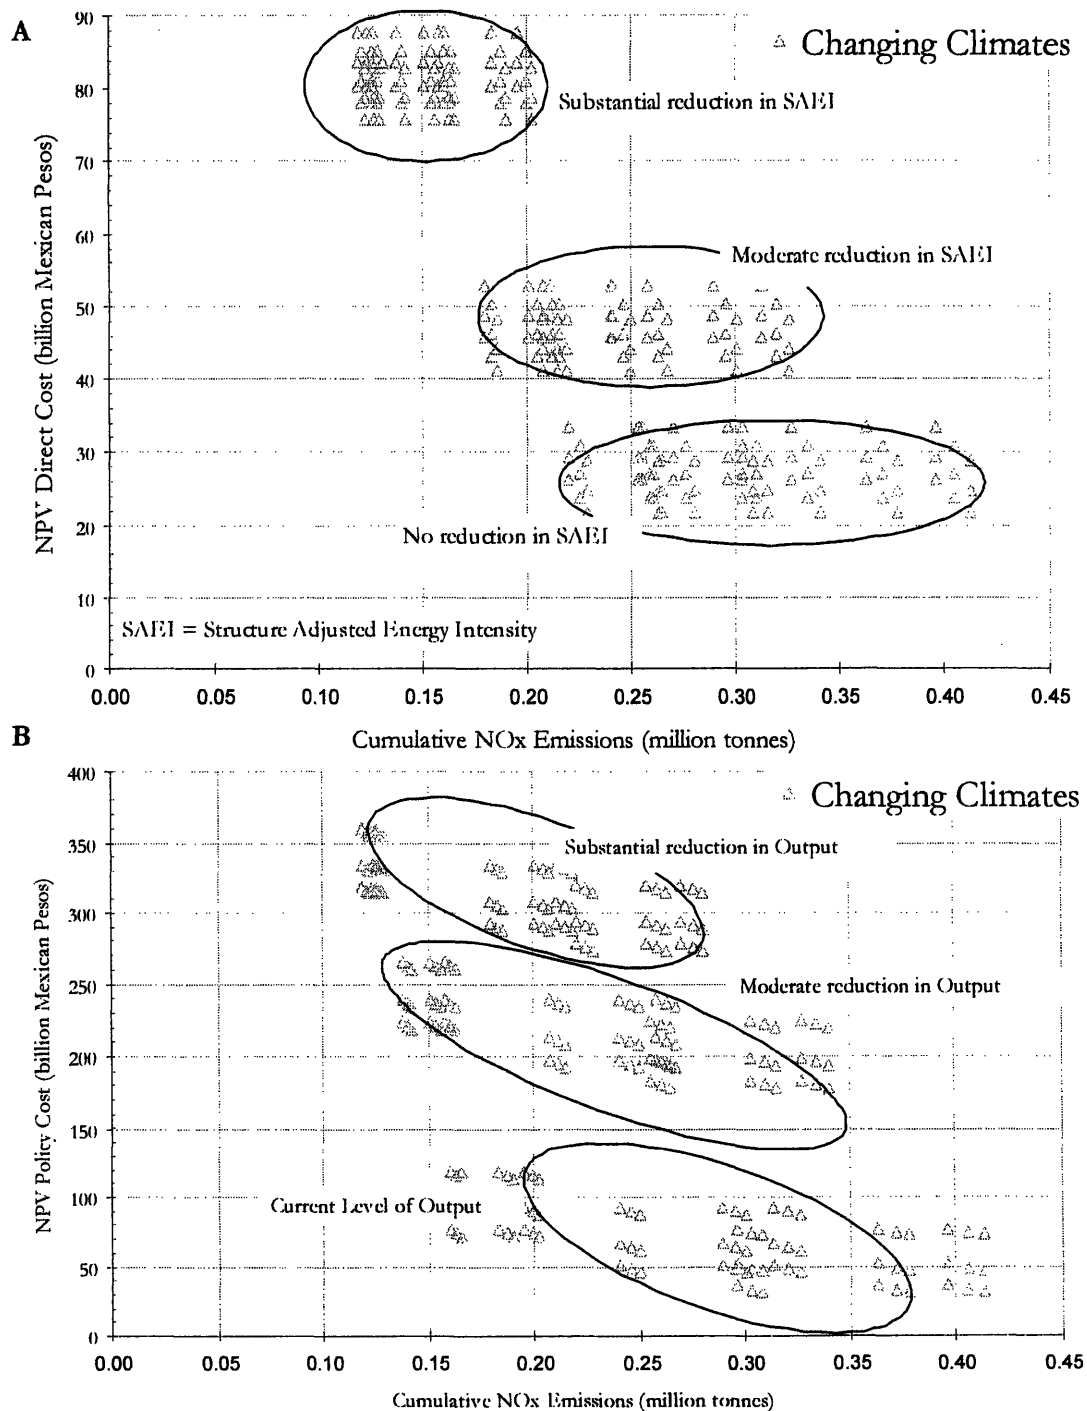 A
90
80
70
60
50
40
30
20
10
0
NPV Direct Cost (billion Mexican Pesos)
Changing Climates
Substantial reduction in SAEI
Moderate reduction in SAEI
No reduction in SAEI
SAEI = Structure Adjusted Energy Intensity
0.00 0.05 0.10 0.15 0.20 0.25 0.30 0.35 0.40 0.45
Cumulative NOx Emissions (million tonnes)
B
400
350
300
250
200
150
100
50
0
NPV Policy Cost (billion Mexican Pesos)
Changing Climates
Substantial reduction in Output
Moderate reduction in Output
Current Level of Output
0.00 0.05 0.10 0.15 0.20 0.25 0.30 0.35 0.40 0.45
Cumulative NOx Emissions (million tonnes)